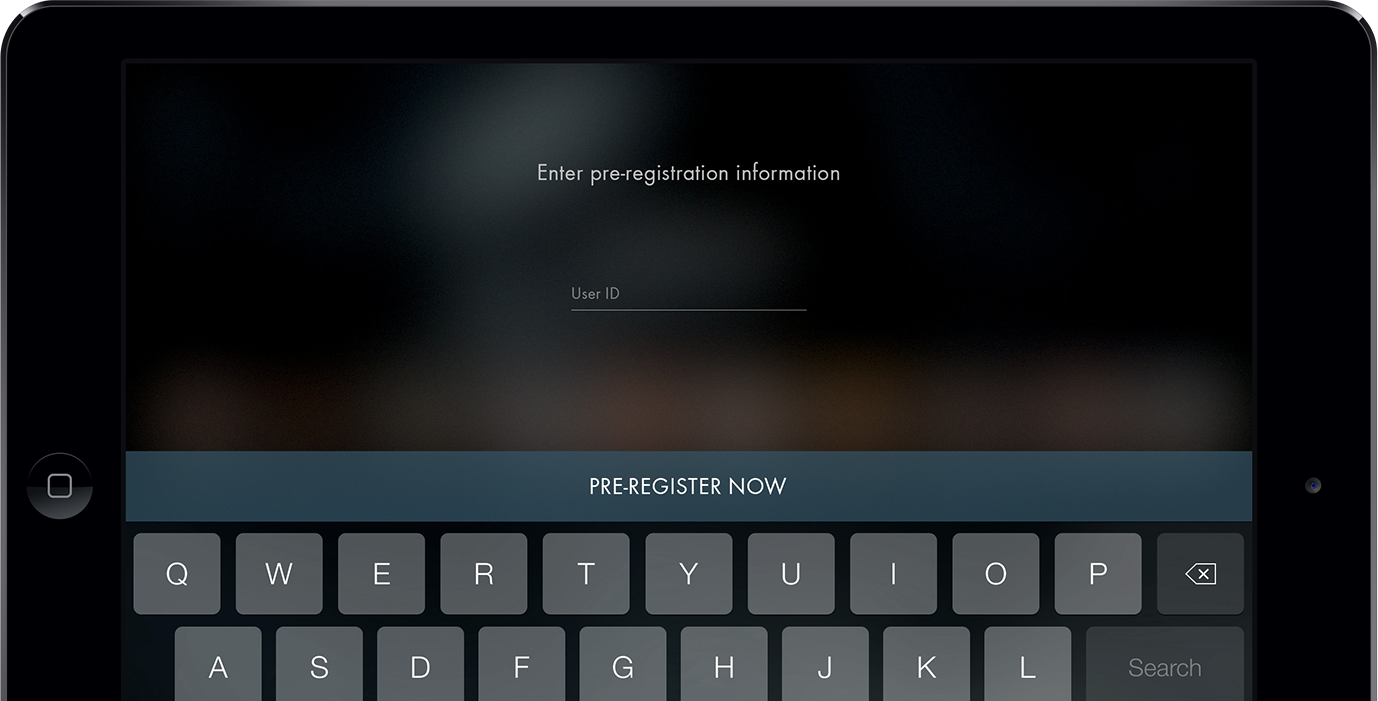 Enter pre-registration information
User ID
PRE-REGISTER NOW
Q W E R T Y U I O P
A S D F G H J K L Search